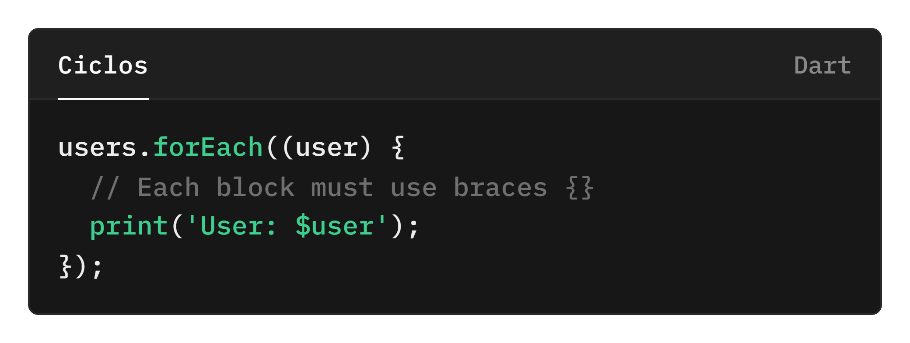 Ciclos
Dart
users.forEach((user) {
  // Each block must use braces {}
  print('User: $user');
});